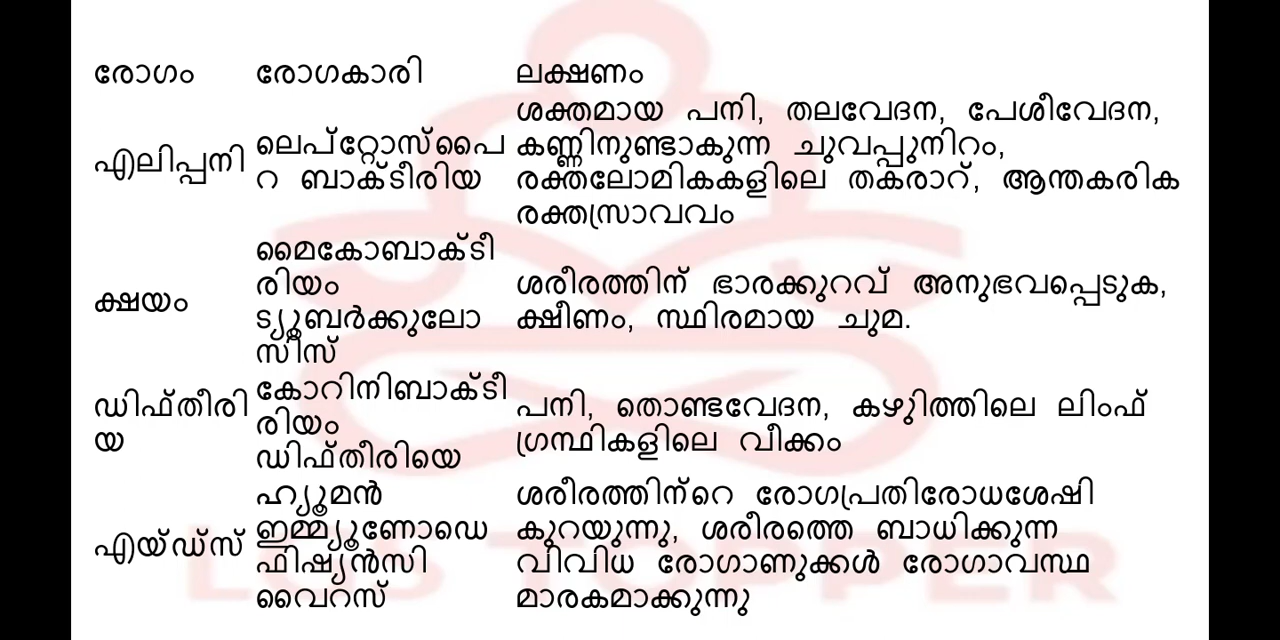 രോഗം രോഗകാരി ലക്ഷണം
എലിപ്പനി
ലെപ്റ്റോസ്പൈ
റ ബാക്ടീരിയ
ശക്തമായ പനി, തലവേദന, പേശീവേദന,
കണ്ണിനുണ്ടാകുന്ന ചുവപ്പുനിറം,
രക്തലോമികകളിലെ തകരാറ്, ആന്തകരിക
രക്തസ്രാവവം
ക്ഷയം
മൈകോബാക്ടീ
രിയം
ട്യൂബർക്കുലോ
സിസ്
ശരീരത്തിന് ഭാരക്കുറവ് അനുഭവപ്പെടുക,
ക്ഷീണം, സ്ഥിരമായ ചുമ.
ഡിഫ്തീരി
യ
കോറിനിബാക്ടീ
രിയം
ഡിഫ്തീരിയെ
പനി, തൊണ്ടവേദന, കഴുിത്തിലെ ലിംഫ്
ഗ്രന്ഥികളിലെ വീക്കം
എയ്ഡ്സ്
ഹ്യൂമൻ
ഇമ്മ്യൂണോഡെ
ഫിഷ്യൻസി
വൈറസ്
ശരീരത്തിന്റെ രോഗപ്രതിരോധശേഷി
കുറയുന്നു, ശരീരത്തെ ബാധിക്കുന്ന
വിവിധ രോഗാണുക്കൾ രോഗാവസ്ഥ
മാരകമാക്കുന്നു